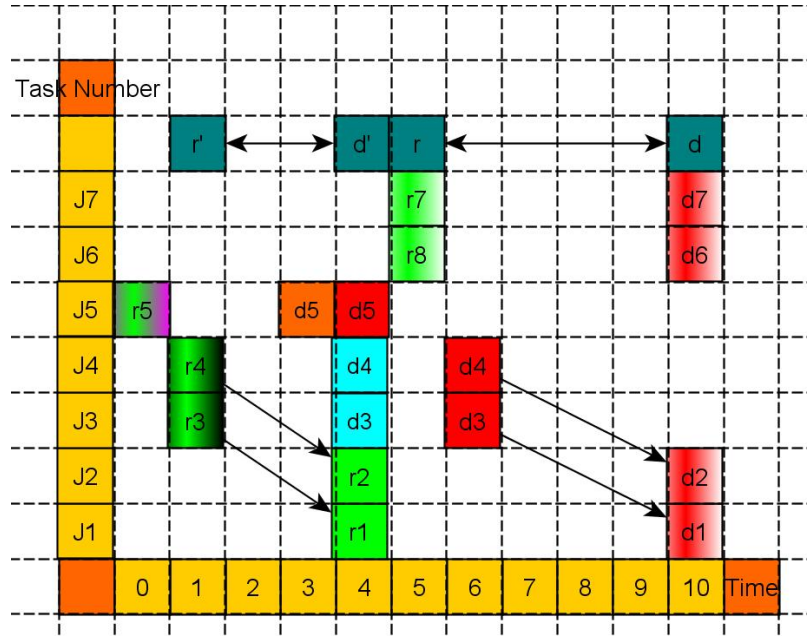 Task Number
r' d' r d
J7 r7 d7
J6 r8 d6
J5 r5 d5 d5
J4 r4 d4 d4
J3 r3 d3 d3
J2 r2 d2
J1 r1 d1
0 1 2 3 4 5 6 7 8 9 10 Time